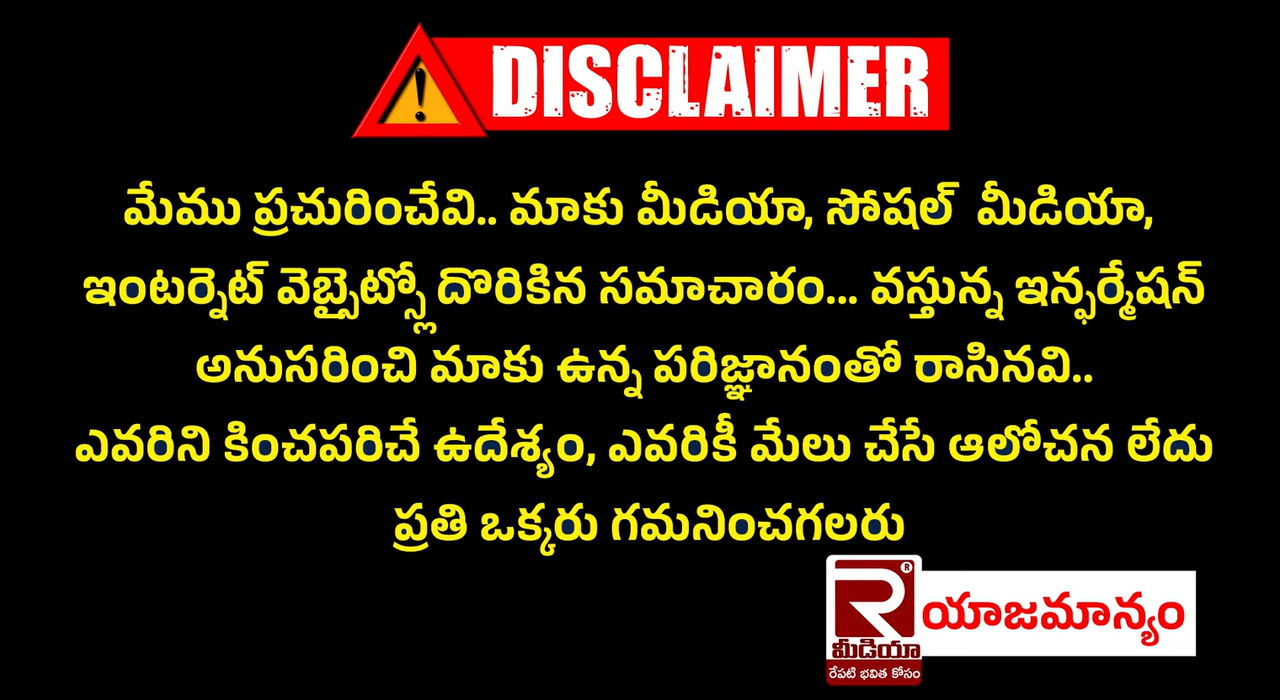 DISCLAIMER
మేము ప్రచురించేవి.. మాకు మీడియా, సోషల్ మీడియా,
ఇంటర్నెట్ వెబ్సైట్స్లో దొరికిన సమాచారం... వస్తున్న ఇన్ఫర్మేషన్
అనుసరించి మాకు ఉన్న పరిజ్ఞానంతో రాసినవి..
ఎవరిని కించపరిచే ఉదేశ్యం, ఎవరికీ మేలు చేసే ఆలోచన లేదు
ప్రతి ఒక్కరు గమనించగలరు
R ®
మీడియా
రేపటి భవిత కోసం
యాజమాన్యం